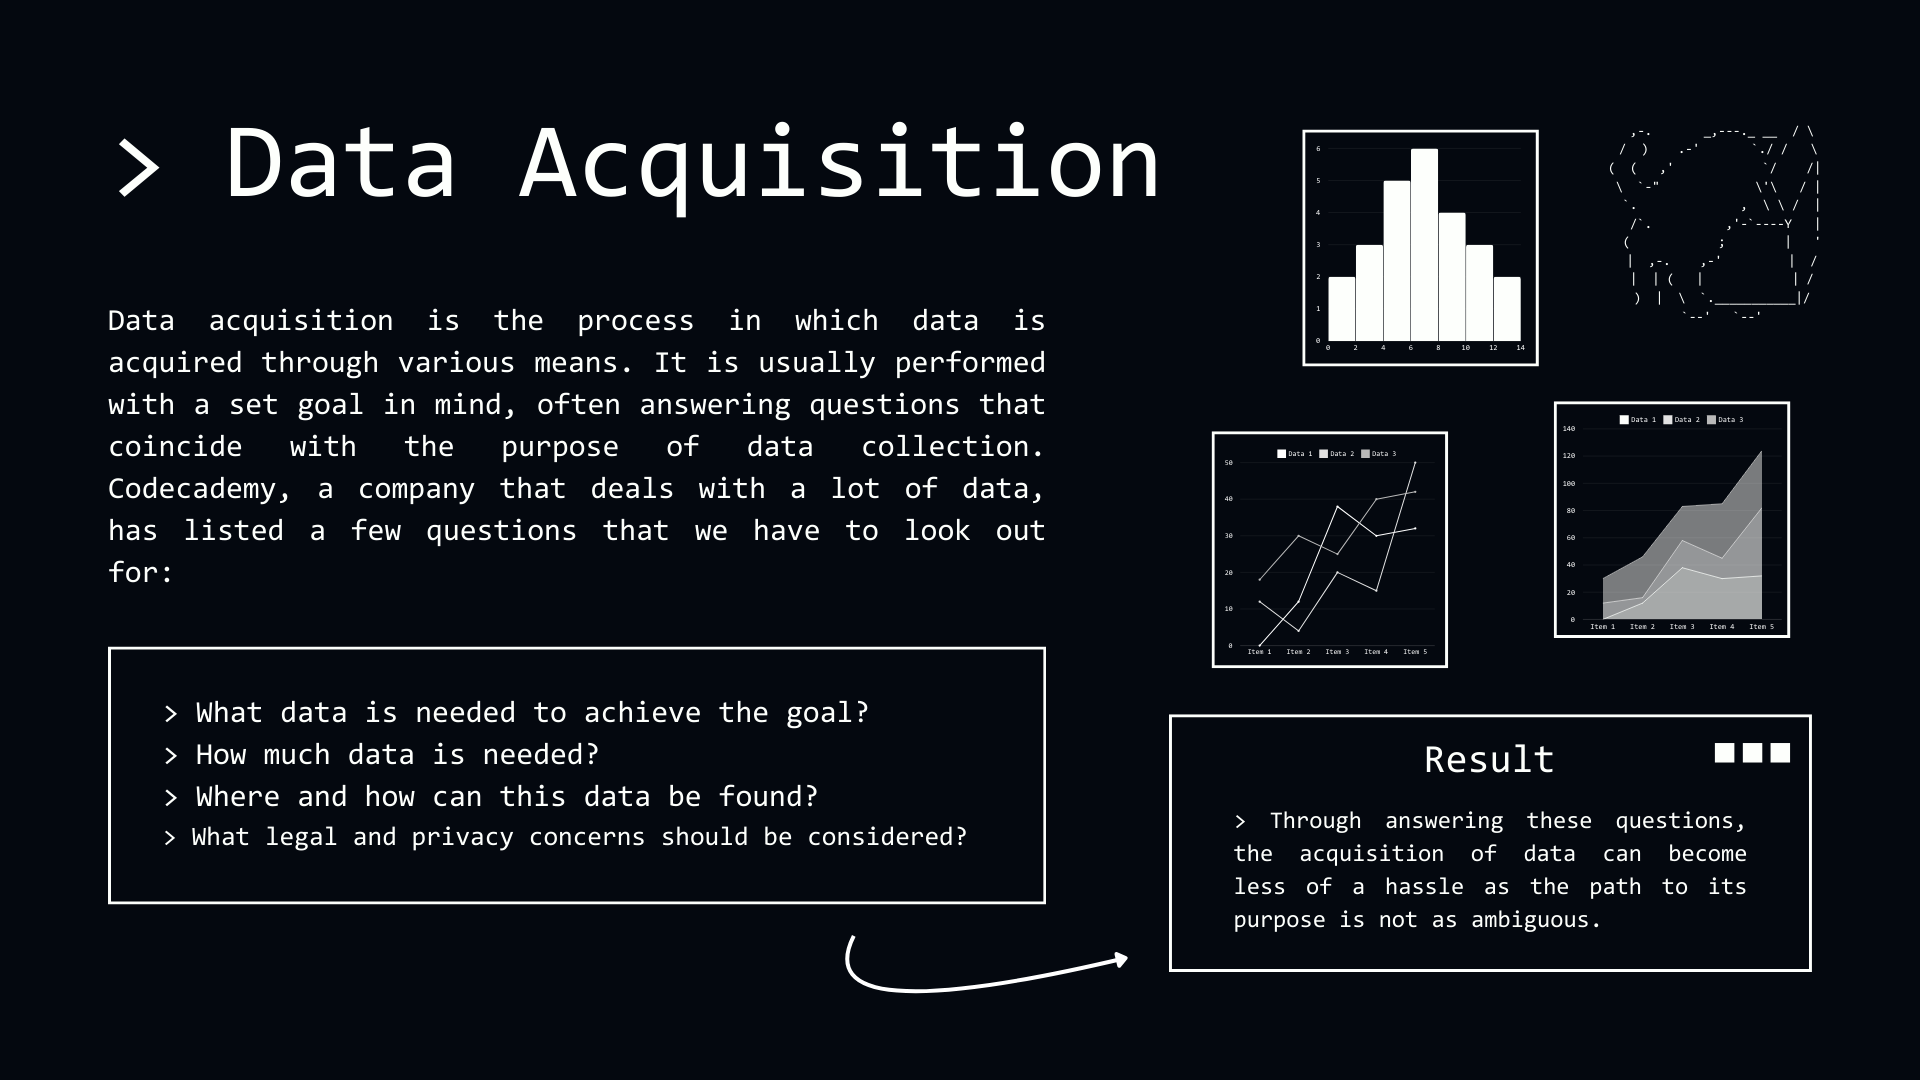 > Data Acquisition
Data acquisition is the process in which data is
acquired through various means. It is usually performed
with a set goal in mind, often answering questions that
coincide with the purpose of data collection.
Codecademy, a company that deals with a lot of data,
has listed a few questions that we have to look out
for:
> What data is needed to achieve the goal?
> How much data is needed?
> Where and how can this data be found?
> What legal and privacy concerns should be considered?
6
5
4
3
2
1
0
0 2 4 6 8 10 12 14
Data 1 Data 2 Data 3
50
40
30
20
10
0
Item 1 Item 2 Item 3 Item 4 Item 5
Data 1 Data 2 Data 3
140
120
100
80
60
40
20
0
Item 1 Item 2 Item 3 Item 4 Item 5
Result
> Through answering these questions,
the acquisition of data can become
less of a hassle as the path to its
purpose is not as ambiguous.